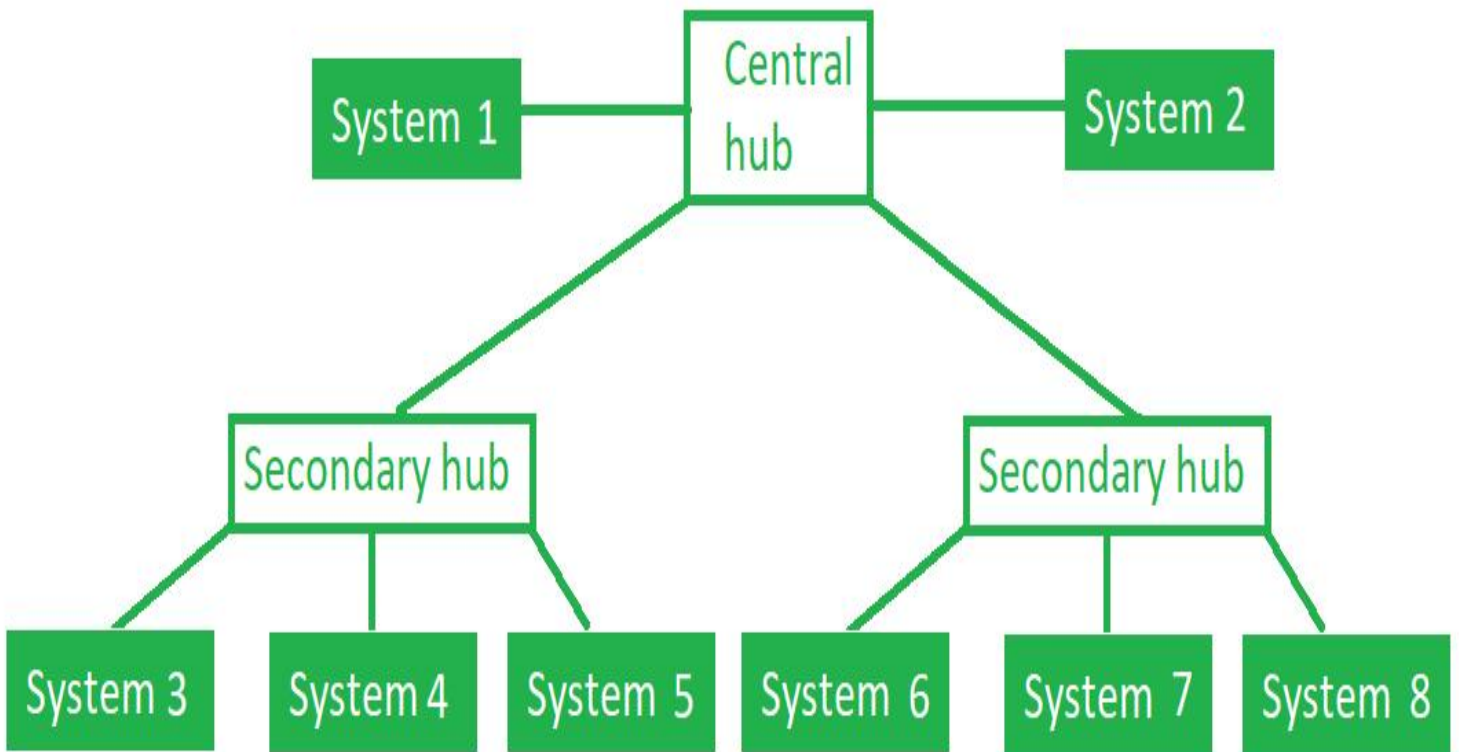 System 1
Central
hub
System 2
Secondary hub
Secondary hub
System 3
System 4
System 5
System 6
System 7
System 8